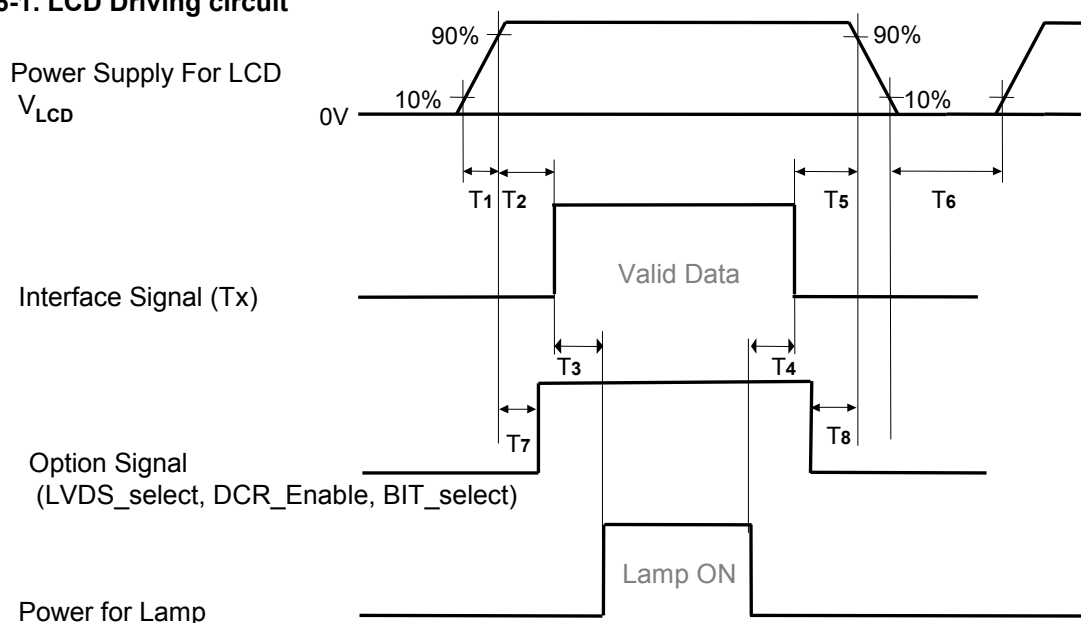 -1. LCD Driving circuit
90%
90%
Power Supply For LCD
10%
10%
VLCD
0V
T1 T2
T5
T6
Valid Data
Interface Signal (Tx)
T3
T4
T7
T8
Option Signal
(LVDS_select, DCR_Enable, BIT_select)
Lamp ON
Power for Lamp